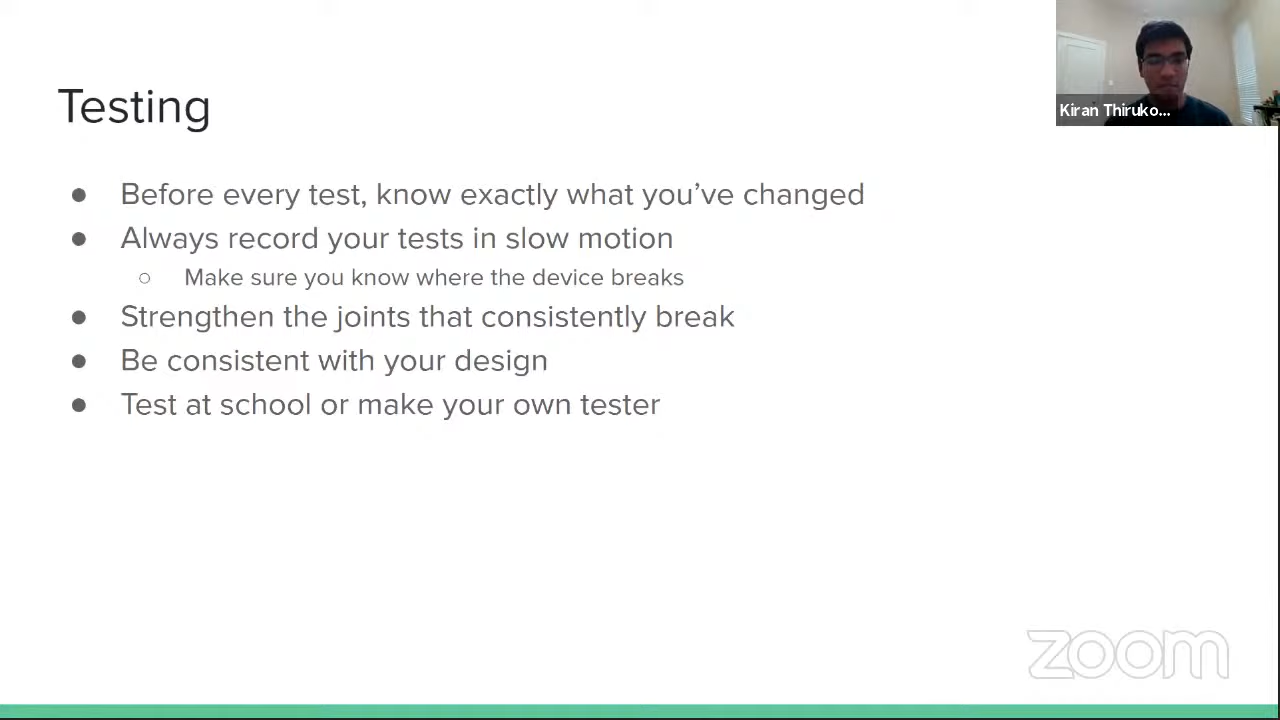 Testing
Kiran Thiruko...
● Before every test, know exactly what you’ve changed
● Always record your tests in slow motion
○ Make sure you know where the device breaks
● Strengthen the joints that consistently break
● Be consistent with your design
● Test at school or make your own tester
zoom